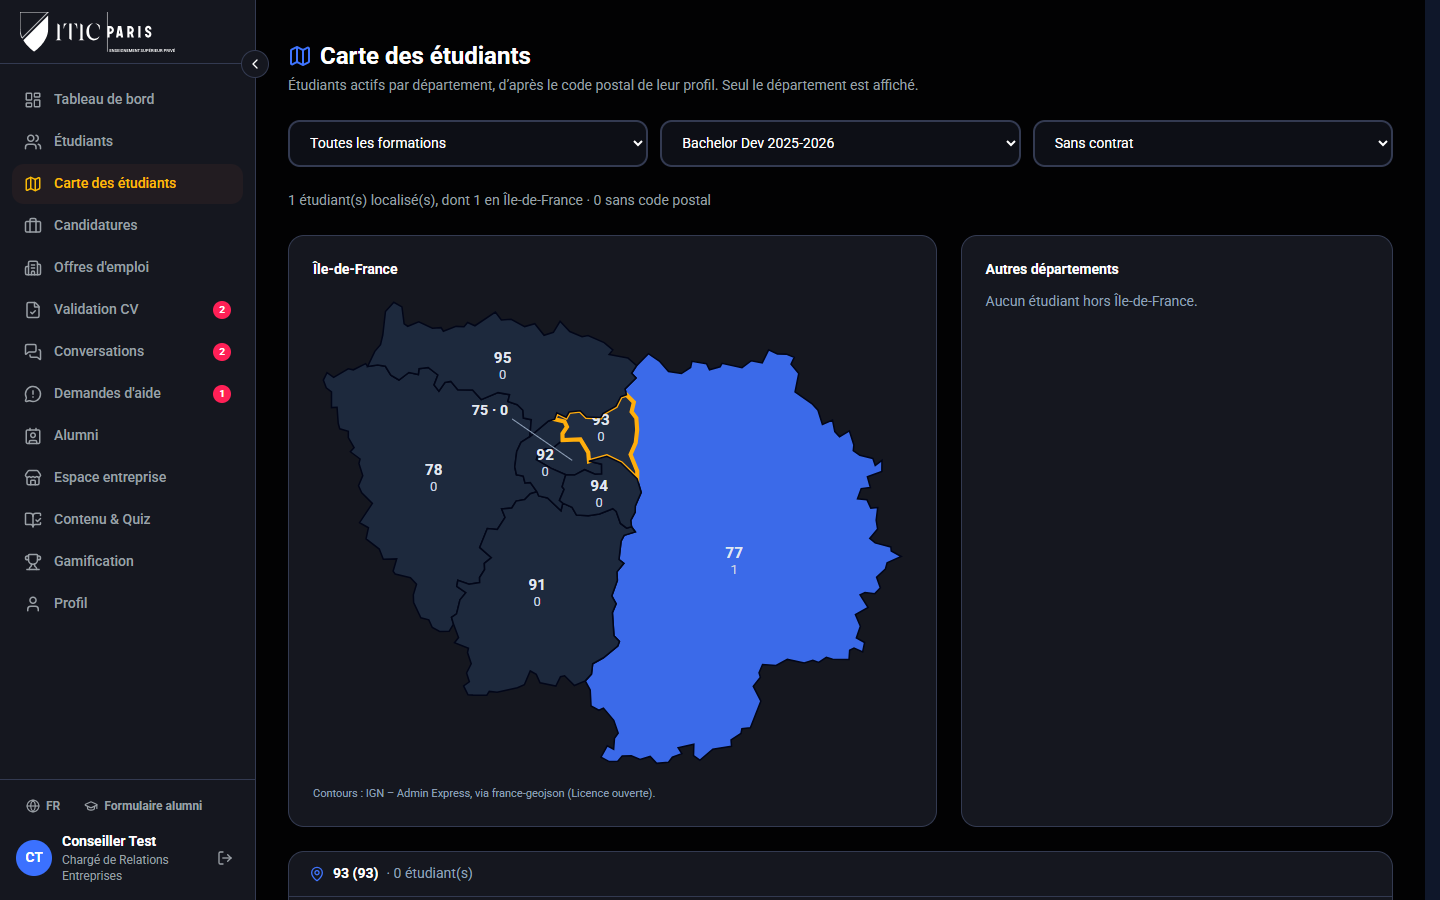 ITIC PARIS
ENSEIGNEMENT SUPÉRIEUR PRIVÉ
Tableau de bord
Étudiants
Carte des étudiants
Candidatures
Offres d'emploi
Validation CV 2
Conversations 2
Demandes d'aide 1
Alumni
Espace entreprise
Contenu & Quiz
Gamification
Profil
FR Formulaire alumni
CT
Conseiller Test
Chargé de Relations
Entreprises
Carte des étudiants
Étudiants actifs par département, d’après le code postal de leur profil. Seul le département est affiché.
Toutes les formations
Bachelor Dev 2025-2026
Sans contrat
1 étudiant(s) localisé(s), dont 1 en Île-de-France · 0 sans code postal
Île-de-France
95
0
75 · 0
93
0
92
0
78
0
94
0
77
1
91
0
Contours : IGN – Admin Express, via france-geojson (Licence ouverte).
Autres départements
Aucun étudiant hors Île-de-France.
93 (93) · 0 étudiant(s)